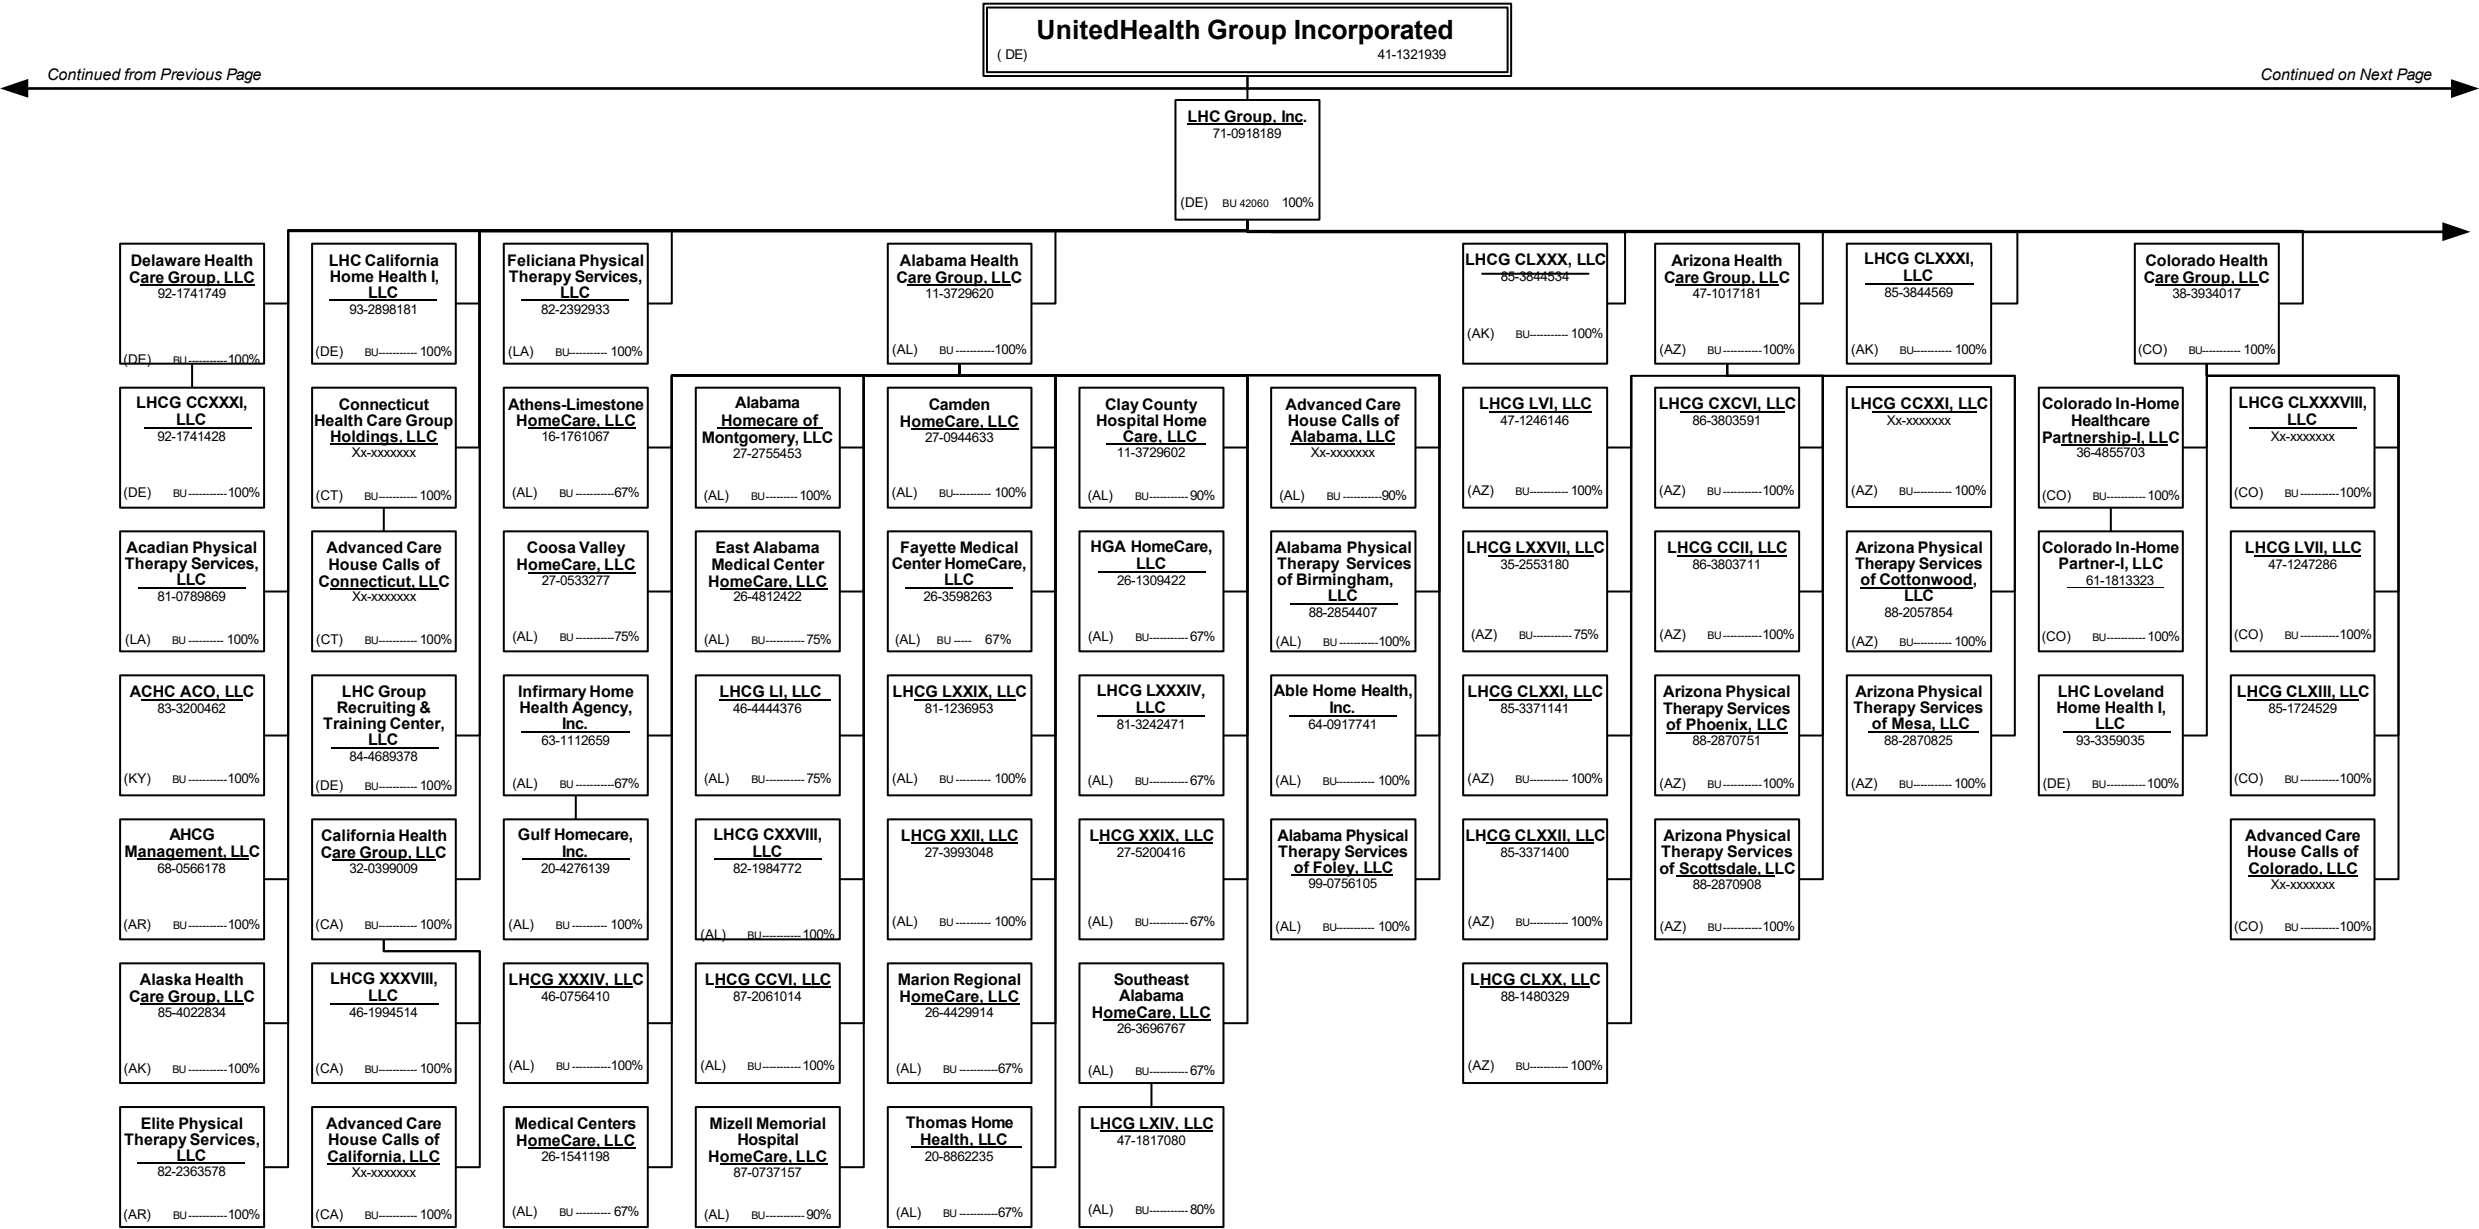 UnitedHealth Group Incorporated
( DE) 41-1321939
Continued from Previous Page
Continued on Next Page
LHC Group, Inc.
71-0918189
(DE) BU 42060 100%
Delaware Health
Care Group, LLC
92-1741749
(DE) BU-----------100%
LHC California
Home Health I,
LLC
93-2898181
(DE) BU----------- 100%
Feliciana Physical
Therapy Services,
LLC
82-2392933
(LA) BU----------- 100%
Alabama Health
Care Group, LLC
11-3729620
(AL) BU -----------100%
LHCG CLXXX, LLC
85-3844534
(AK) BU----------- 100%
Arizona Health
Care Group, LLC
47-1017181
(AZ) BU -----------100%
LHCG CLXXXI,
LLC
85-3844569
(AK) BU----------- 100%
Colorado Health
Care Group, LLC
38-3934017
(CO) BU----------- 100%
LHCG CCXXXI,
LLC
92-1741428
(DE) BU -----------100%
Connecticut
Health Care Group
Holdings, LLC
Xx-xxxxxxx
(CT) BU----------- 100%
Athens-Limestone
HomeCare, LLC
16-1761067
(AL) BU -----------67%
Alabama
Homecare of
Montgomery, LLC
27-2755453
(AL) BU--------- 100%
Camden
HomeCare, LLC
27-0944633
(AL) BU----------- 100%
Clay County
Hospital Home
Care, LLC
11-3729602
(AL) BU----------- 90%
Advanced Care
House Calls of
Alabama, LLC
Xx-xxxxxxx
(AL) BU -----------90%
LHCG LVI, LLC
47-1246146
(AZ) BU----------- 100%
LHCG CXCVI, LLC
86-3803591
(AZ) BU -----------100%
LHCG CCXXI, LLC
Xx-xxxxxxx
(AZ) BU----------- 100%
Colorado In-Home
Healthcare
Partnership-I, LLC
36-4855703
(CO) BU----------- 100%
LHCG CLXXXVIII,
LLC
Xx-xxxxxxx
(CO) BU -----------100%
Acadian Physical
Therapy Services,
LLC
81-0789869
(LA) BU ---------- 100%
Advanced Care
House Calls of
Connecticut, LLC
Xx-xxxxxxx
(CT) BU----------- 100%
Coosa Valley
HomeCare, LLC
27-0533277
(AL) BU -----------75%
East Alabama
Medical Center
HomeCare, LLC
26-4812422
(AL) BU----------- 75%
Fayette Medical
Center HomeCare,
LLC
26-3598263
(AL) BU ----- 67%
HGA HomeCare,
LLC
26-1309422
(AL) BU----------- 67%
Alabama Physical
Therapy Services
of Birmingham,
LLC
88-2854407
(AL) BU -----------100%
LHCG LXXVII, LLC
35-2553180
(AZ) BU----------- 75%
LHCG CCII, LLC
86-3803711
(AZ) BU -----------100%
Arizona Physical
Therapy Services
of Cottonwood,
LLC
88-2057854
(AZ) BU----------- 100%
Colorado In-Home
Partner-I, LLC
61-1813323
(CO) BU----------- 100%
LHCG LVII, LLC
47-1247286
(CO) BU -----------100%
ACHC ACO, LLC
83-3200462
(KY) BU -----------100%
LHC Group
Recruiting &
Training Center,
LLC
84-4689378
(DE) BU----------- 100%
Infirmary Home
Health Agency,
Inc.
63-1112659
(AL) BU -----------67%
LHCG LI, LLC
46-4444376
(AL) BU----------- 75%
LHCG LXXIX, LLC
81-1236953
(AL) BU ---------- 100%
LHCG LXXXIV,
LLC
81-3242471
(AL) BU----------- 67%
Able Home Health,
Inc.
64-0917741
(AL) BU----------- 100%
LHCG CLXXI, LLC
85-3371141
(AZ) BU----------- 100%
Arizona Physical
Therapy Services
of Phoenix, LLC
88-2870751
(AZ) BU -----------100%
Arizona Physical
Therapy Services
of Mesa, LLC
88-2870825
(AZ) BU----------- 100%
LHC Loveland
Home Health I,
LLC
93-3359035
(DE) BU----------- 100%
LHCG CLXIII, LLC
85-1724529
(CO) BU -----------100%
AHCG
Management, LLC
68-0566178
(AR) BU -----------100%
California Health
Care Group, LLC
32-0399009
(CA) BU----------- 100%
Gulf Homecare,
Inc.
20-4276139
(AL) BU ---------- 100%
LHCG CXXVIII,
LLC
82-1984772
(AL) BU----------- 100%
LHCG XXII, LLC
27-3993048
(AL) BU ---------- 100%
LHCG XXIX, LLC
27-5200416
(AL) BU----------- 67%
Alabama Physical
Therapy Services
of Foley, LLC
99-0756105
(AL) BU----------- 100%
LHCG CLXXII, LLC
85-3371400
(AZ) BU----------- 100%
Arizona Physical
Therapy Services
of Scottsdale, LLC
88-2870908
(AZ) BU -----------100%
Advanced Care
House Calls of
Colorado, LLC
Xx-xxxxxxx
(CO) BU -----------100%
Alaska Health
Care Group, LLC
85-4022834
(AK) BU -----------100%
LHCG XXXVIII,
LLC
46-1994514
(CA) BU----------- 100%
LHCG XXXIV, LLC
46-0756410
(AL) BU -----------100%
LHCG CCVI, LLC
87-2061014
(AL) BU----------- 100%
Marion Regional
HomeCare, LLC
26-4429914
(AL) BU -----------67%
Southeast
Alabama
HomeCare, LLC
26-3696767
(AL) BU----------- 67%
LHCG CLXX, LLC
88-1480329
(AZ) BU----------- 100%
Elite Physical
Therapy Services,
LLC
82-2363578
(AR) BU -----------100%
Advanced Care
House Calls of
California, LLC
Xx-xxxxxxx
(CA) BU----------- 100%
Medical Centers
HomeCare, LLC
26-1541198
(AL) BU ---------- 67%
Mizell Memorial
Hospital
HomeCare, LLC
87-0737157
(AL) BU----------- 90%
Thomas Home
Health, LLC
20-8862235
(AL) BU -----------67%
LHCG LXIV, LLC
47-1817080
(AL) BU----------- 80%